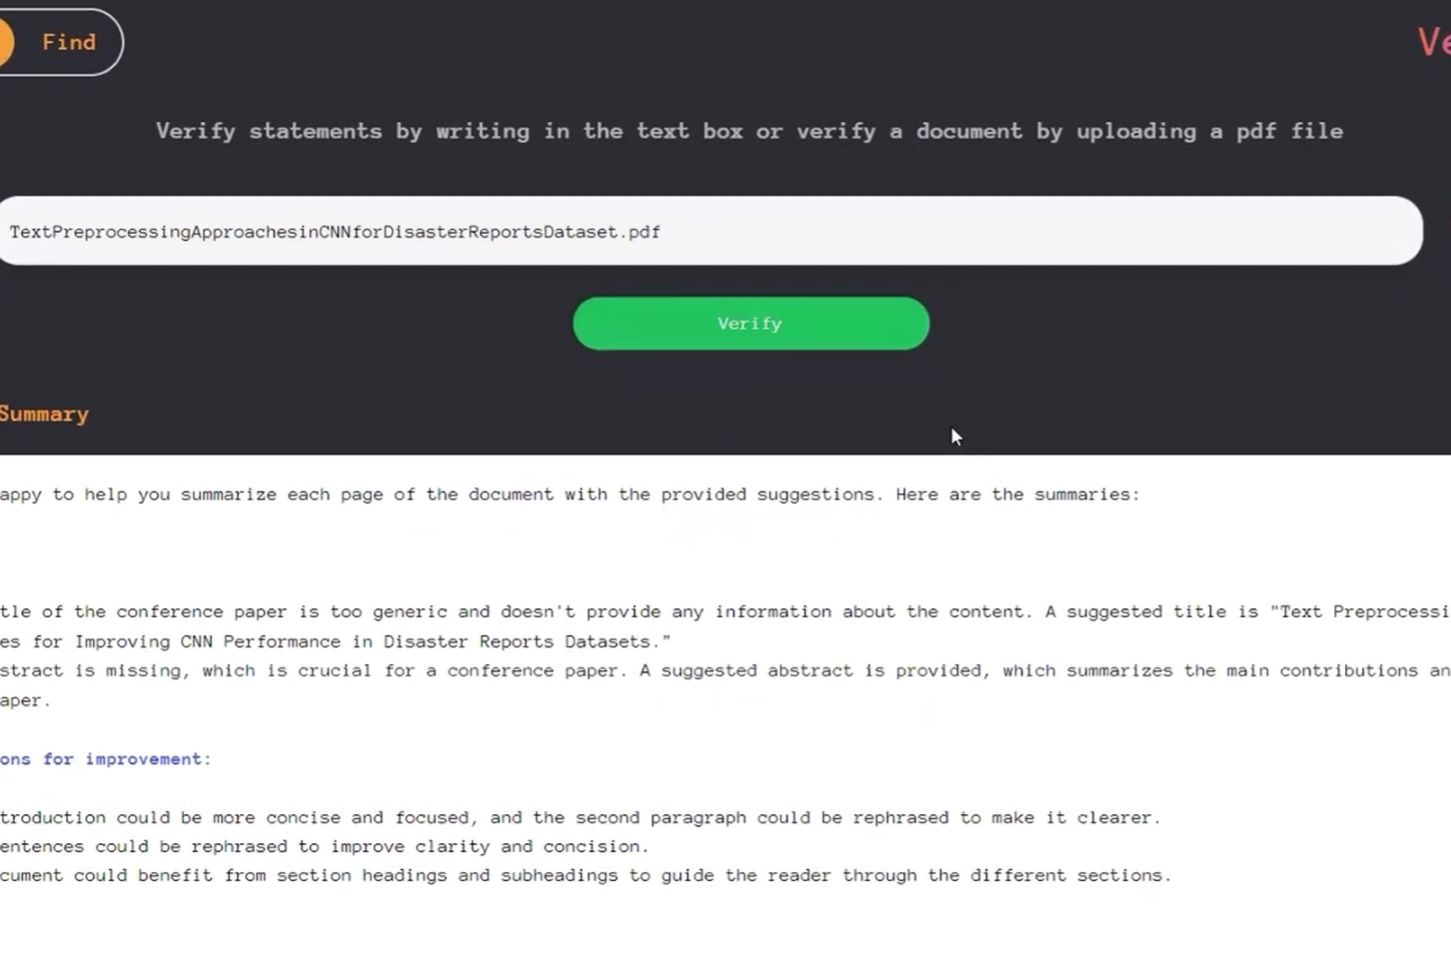 Find
Ve
Verify statements by writing in the text box or verify a document by uploading a pdf file
TextPreprocessingApproachesinCNNforDisasterReportsDataset.pdf
Verify
Summary
appy to help you summarize each page of the document with the provided suggestions. Here are the summaries:
tle of the conference paper is too generic and doesn't provide any information about the content. A suggested title is "Text Preprocessi
es for Improving CNN Performance in Disaster Reports Datasets."
stract is missing, which is crucial for a conference paper. A suggested abstract is provided, which summarizes the main contributions an
aper.
ons for improvement:
troduction could be more concise and focused, and the second paragraph could be rephrased to make it clearer.
entences could be rephrased to improve clarity and concision.
cument could benefit from section headings and subheadings to guide the reader through the different sections.